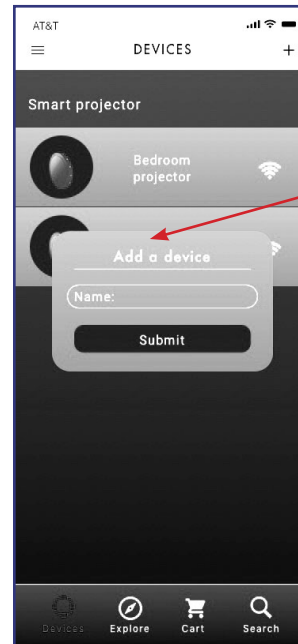 AT&T
DEVICES
+
Smart projector
Bedroom
projector
Add a device
Name:
Submit
Devices
Explore
Cart
Search